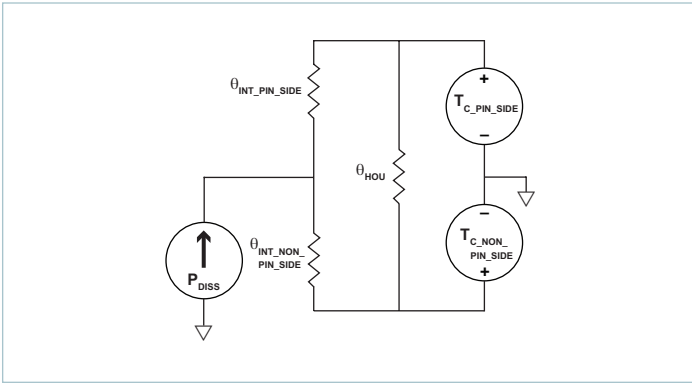 θINT_PIN_SIDE
+
TC_PIN_SIDE
–
θHOU
–
TC_NON_
PIN_SIDE
+
θINT_NON_
PIN_SIDE
PDISS